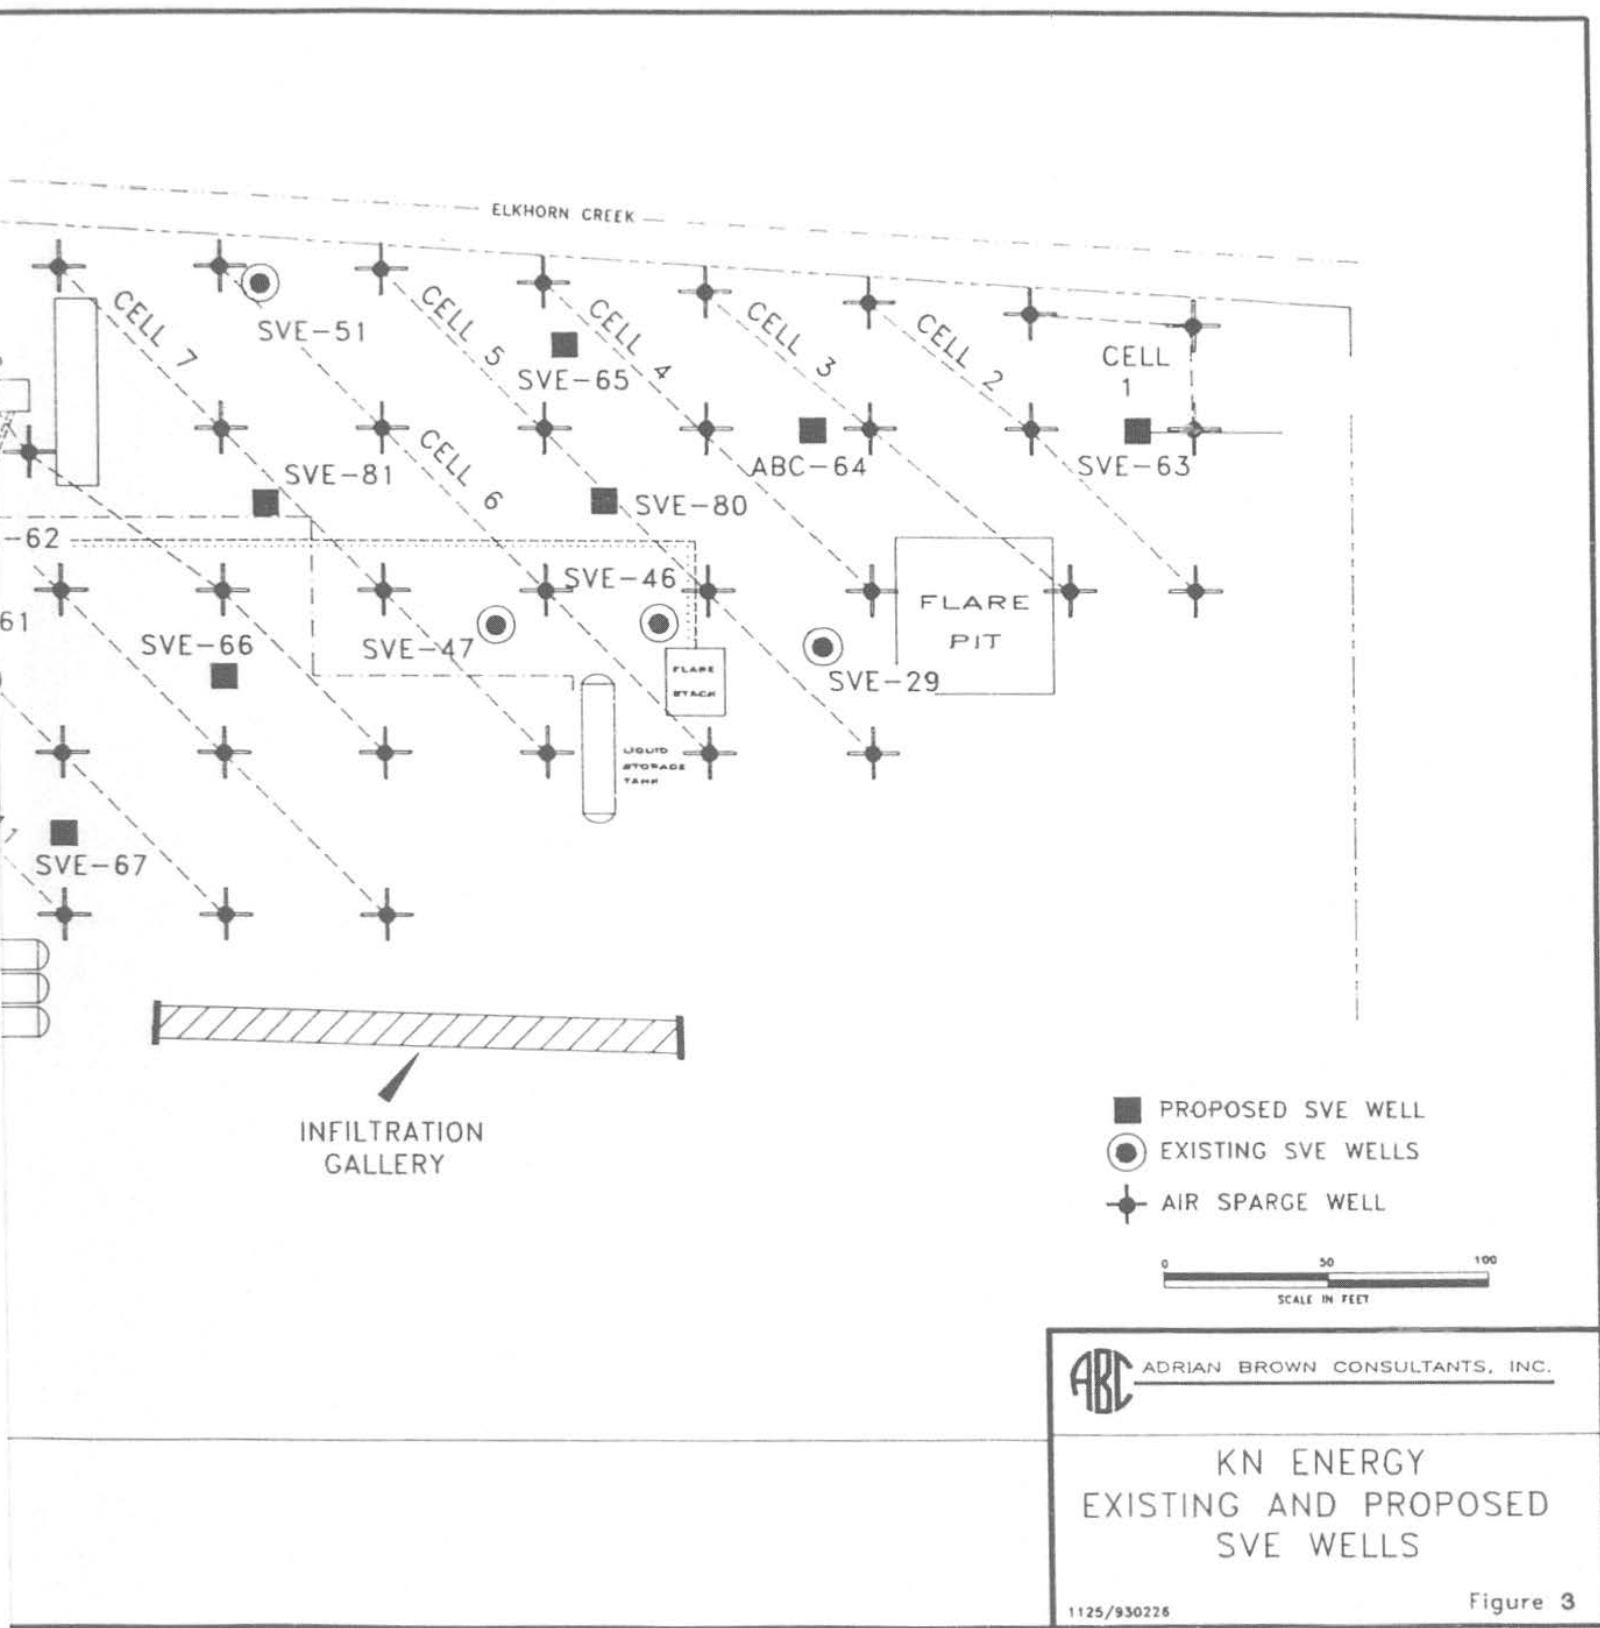 ELKHORN CREEK
CELL 7
SVE-51
CELL 5
CELL 4
CELL 3
CELL 2
CELL
1
SVE-65
SVE-81
CELL 6
ABC-64
SVE-63
SVE-80
-62
SVE-46
FLARE
PIT
61
SVE-66
SVE-47
FLARE
STACK
SVE-29
LIQUID
STORAGE
TANK
SVE-67
INFILTRATION
GALLERY
PROPOSED SVE WELL
EXISTING SVE WELLS
AIR SPARGE WELL
0 50 100
SCALE IN FEET
ABC ADRIAN BROWN CONSULTANTS, INC.
KN ENERGY
EXISTING AND PROPOSED
SVE WELLS
1125/930226
Figure 3